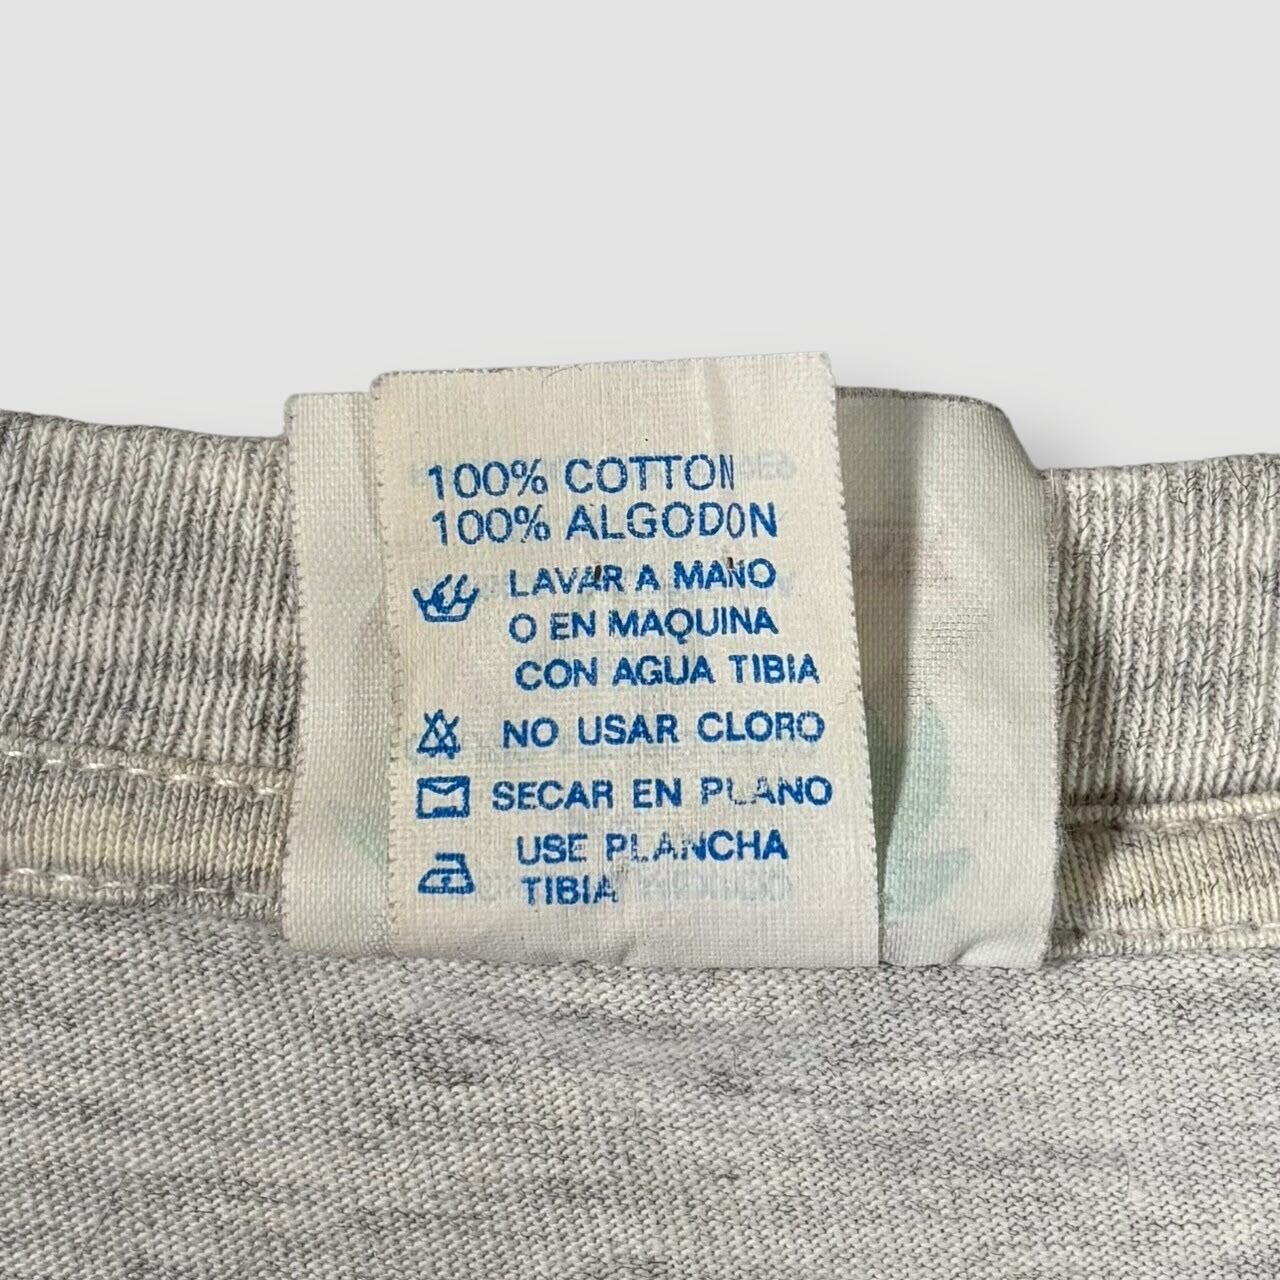 100% COTTON
100% ALGODON
LAVAR A MANO
O EN MAQUINA
CON AGUA TIBIA
NO USAR CLORO
SECAR EN PLANO
USE PLANCHA
TIBIA